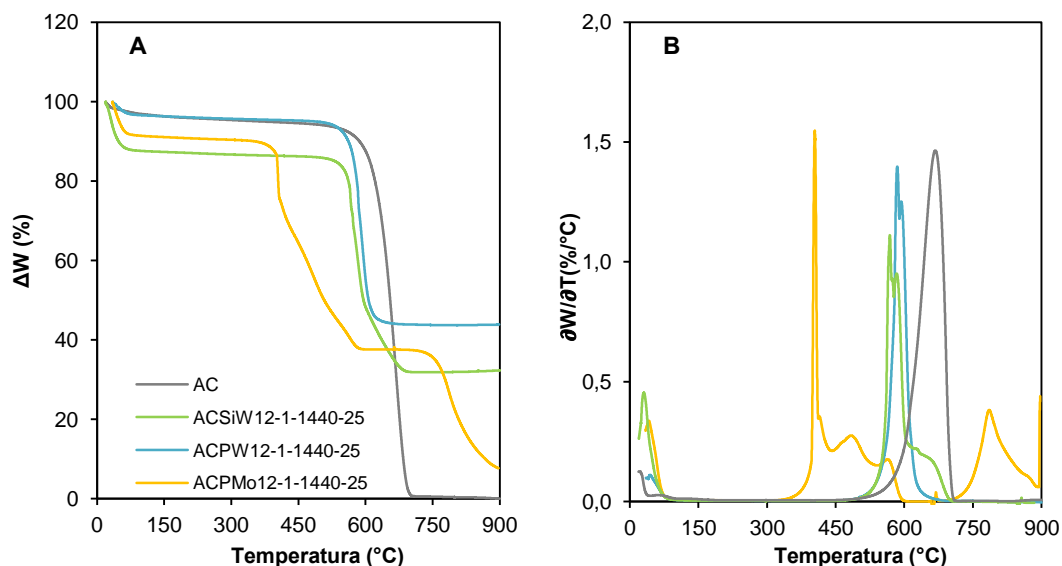 A
ΔW (%)
120
100
80
60
40
20
0
AC
ACSiW12-1-1440-25
ACPW12-1-1440-25
ACPMo12-1-1440-25
0 150 300 450 600 750 900
Temperatura (°C)
B
∂W/∂T(%/°C)
2,0
1,5
1,0
0,5
0,0
0 150 300 450 600 750 900
Temperatura (°C)